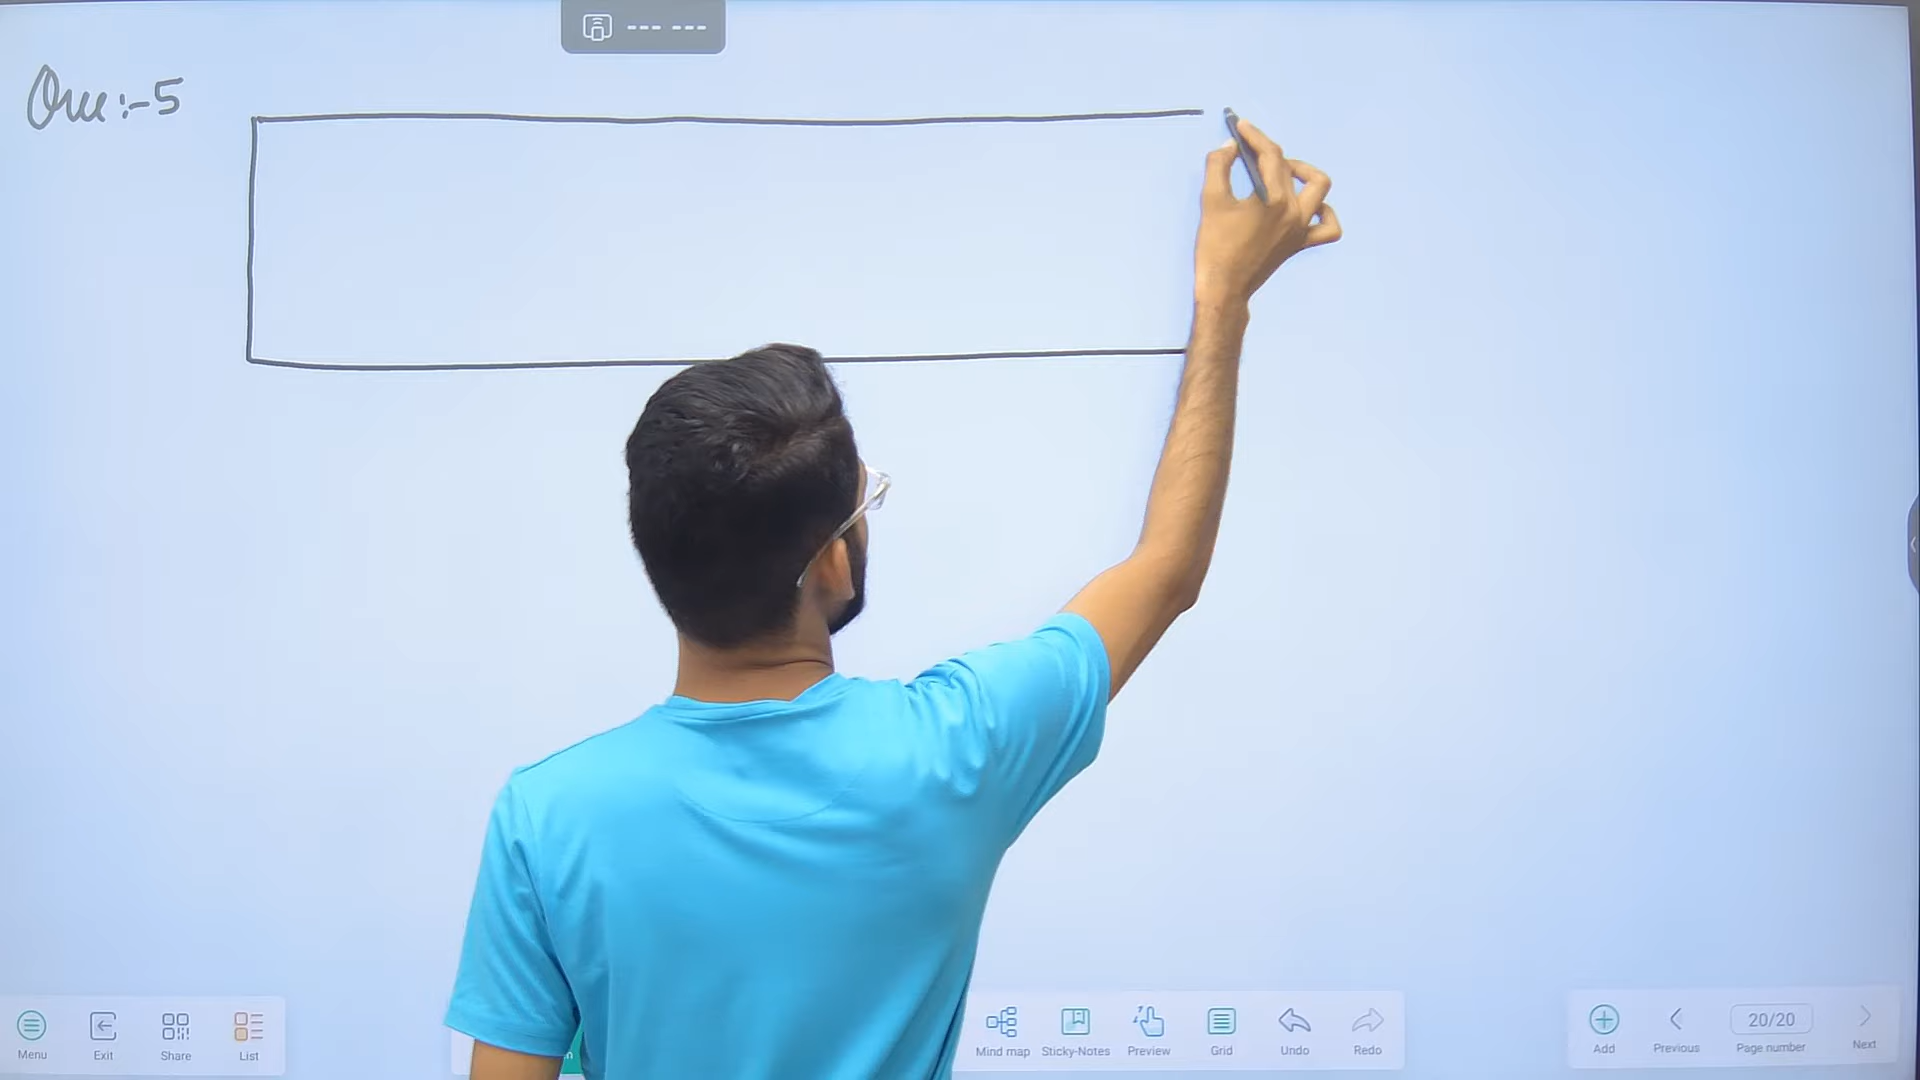 Que:-5
Menu
Exit
Share
List
Mind map
Sticky-Notes
Preview
Grid
Undo
Redo
Add
Previous
20/20
Page number
Next